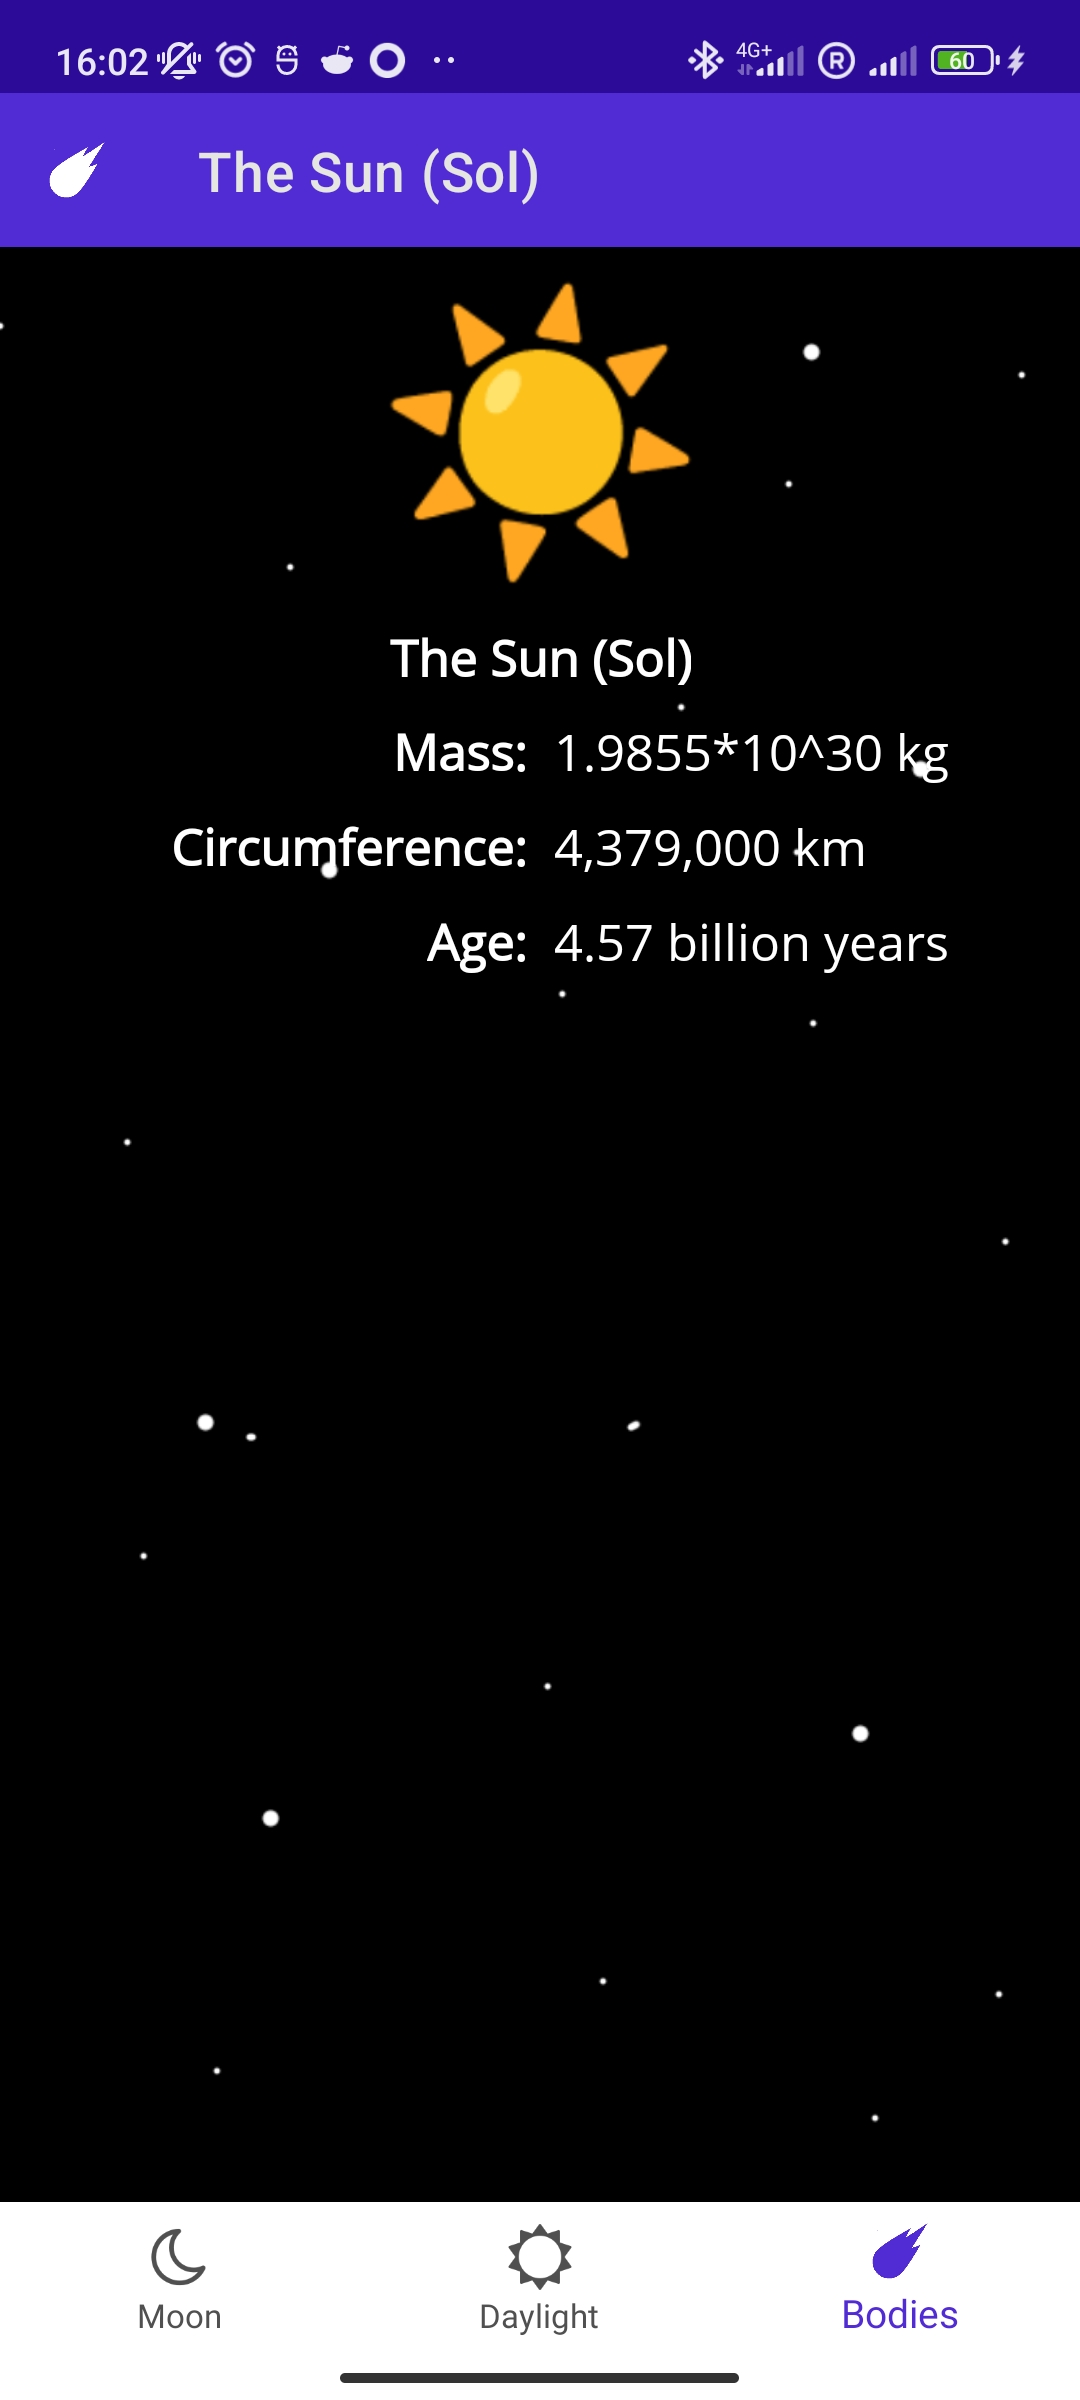 16:02 4G+ R 60
The Sun (Sol)
The Sun (Sol)
Mass: 1.9855*10^30 kg
Circumference: 4,379,000 km
Age: 4.57 billion years
Moon Daylight Bodies